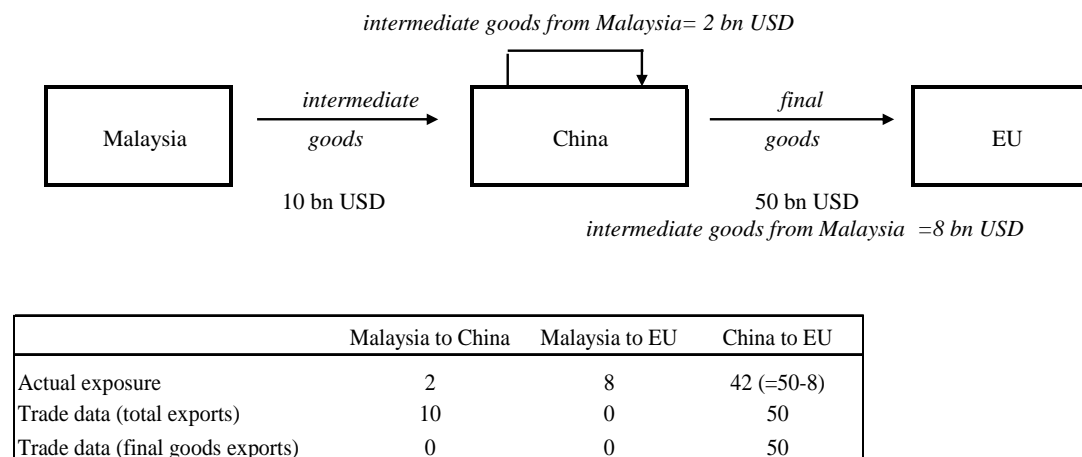 intermediate goods from Malaysia= 2 bn USD
intermediate final
Malaysia goods China goods EU
10 bn USD 50 bn USD
intermediate goods from Malaysia =8 bn USD
Malaysia to China Malaysia to EU China to EU
Actual exposure 2 8 42 (=50-8)
Trade data (total exports) 10 0 50
Trade data (final goods exports) 0 0 50